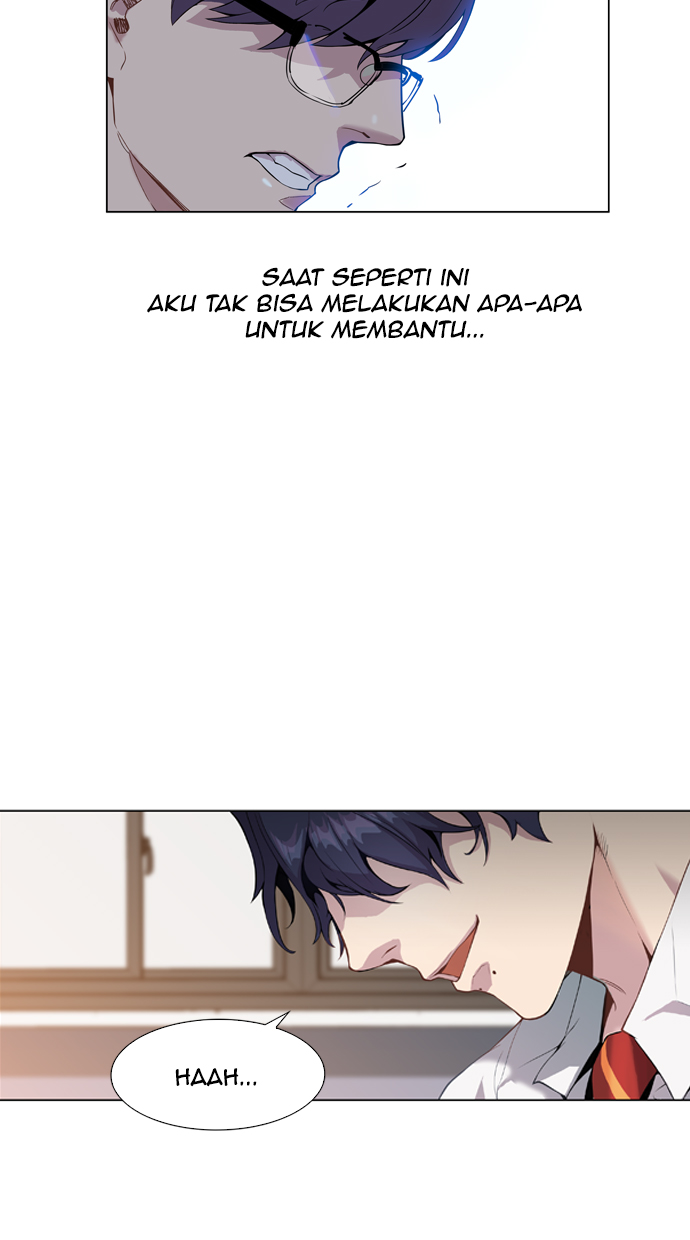 SAAT SEPERTI INI
AKU TAK BISA MELAKUKAN APA-APA
UNTUK MEMBANTU...
HAAH...